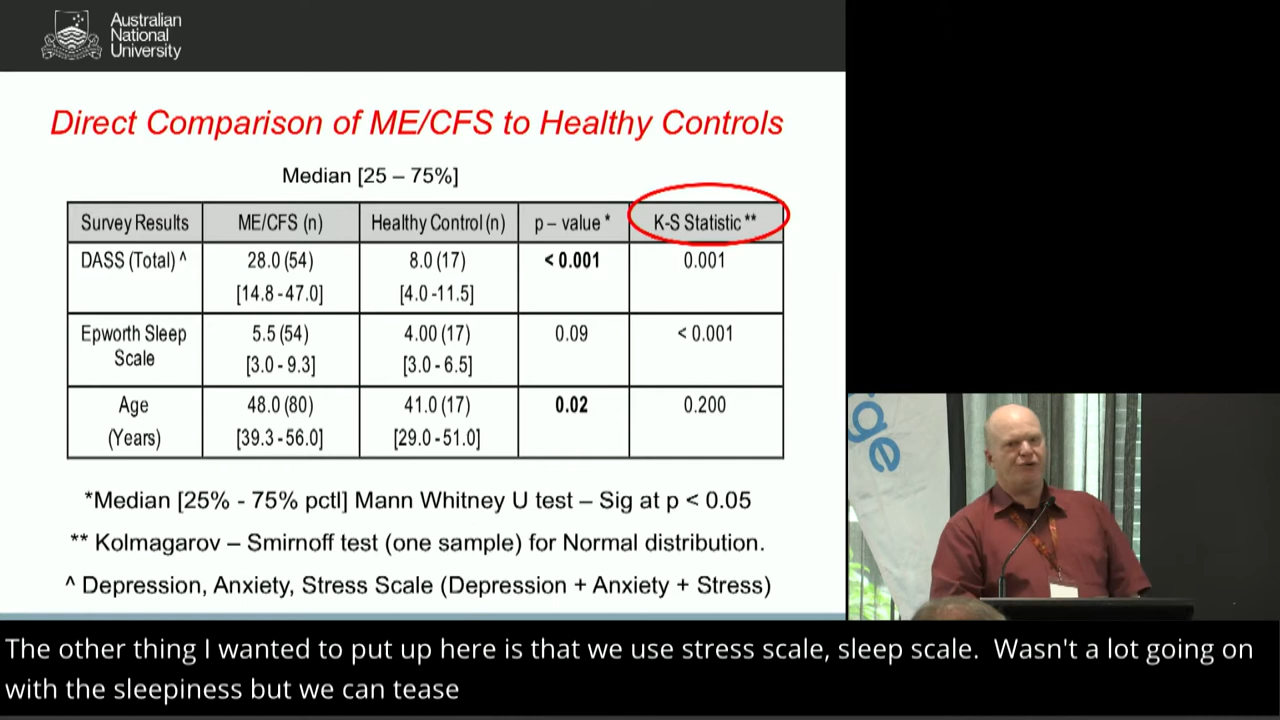 Australian
National
University
Direct Comparison of ME/CFS to Healthy Controls
Median [25 – 75%]
Survey Results ME/CFS (n) Healthy Control (n) p – value * K-S Statistic **
DASS (Total) ^ 28.0 (54) 8.0 (17) < 0.001 0.001
[14.8 - 47.0] [4.0 -11.5]
Epworth Sleep 5.5 (54) 4.00 (17) 0.09 < 0.001
Scale [3.0 - 9.3] [3.0 - 6.5]
Age 48.0 (80) 41.0 (17) 0.02 0.200
(Years) [39.3 - 56.0] [29.0 - 51.0]
*Median [25% - 75% pctl] Mann Whitney U test – Sig at p < 0.05
** Kolmagarov – Smirnoff test (one sample) for Normal distribution.
^ Depression, Anxiety, Stress Scale (Depression + Anxiety + Stress)
The other thing I wanted to put up here is that we use stress scale, sleep scale. Wasn't a lot going on
with the sleepiness but we can tease